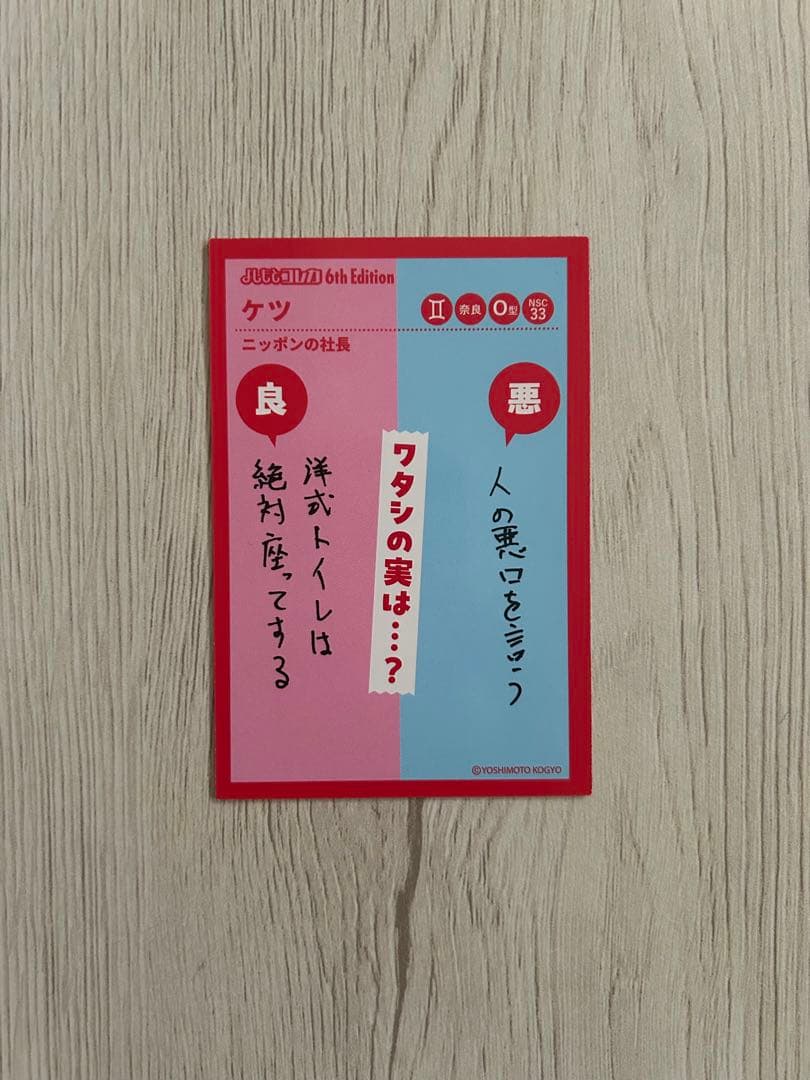 よしもとコレカ 6th Edition
ケツ
♊ 奈良 O型 NSC 33
ニッポンの社長
良
悪
ワタシの実は…?
洋式トイレは
絶対座ってする
人の悪口を言う
©YOSHIMOTO KOGYO